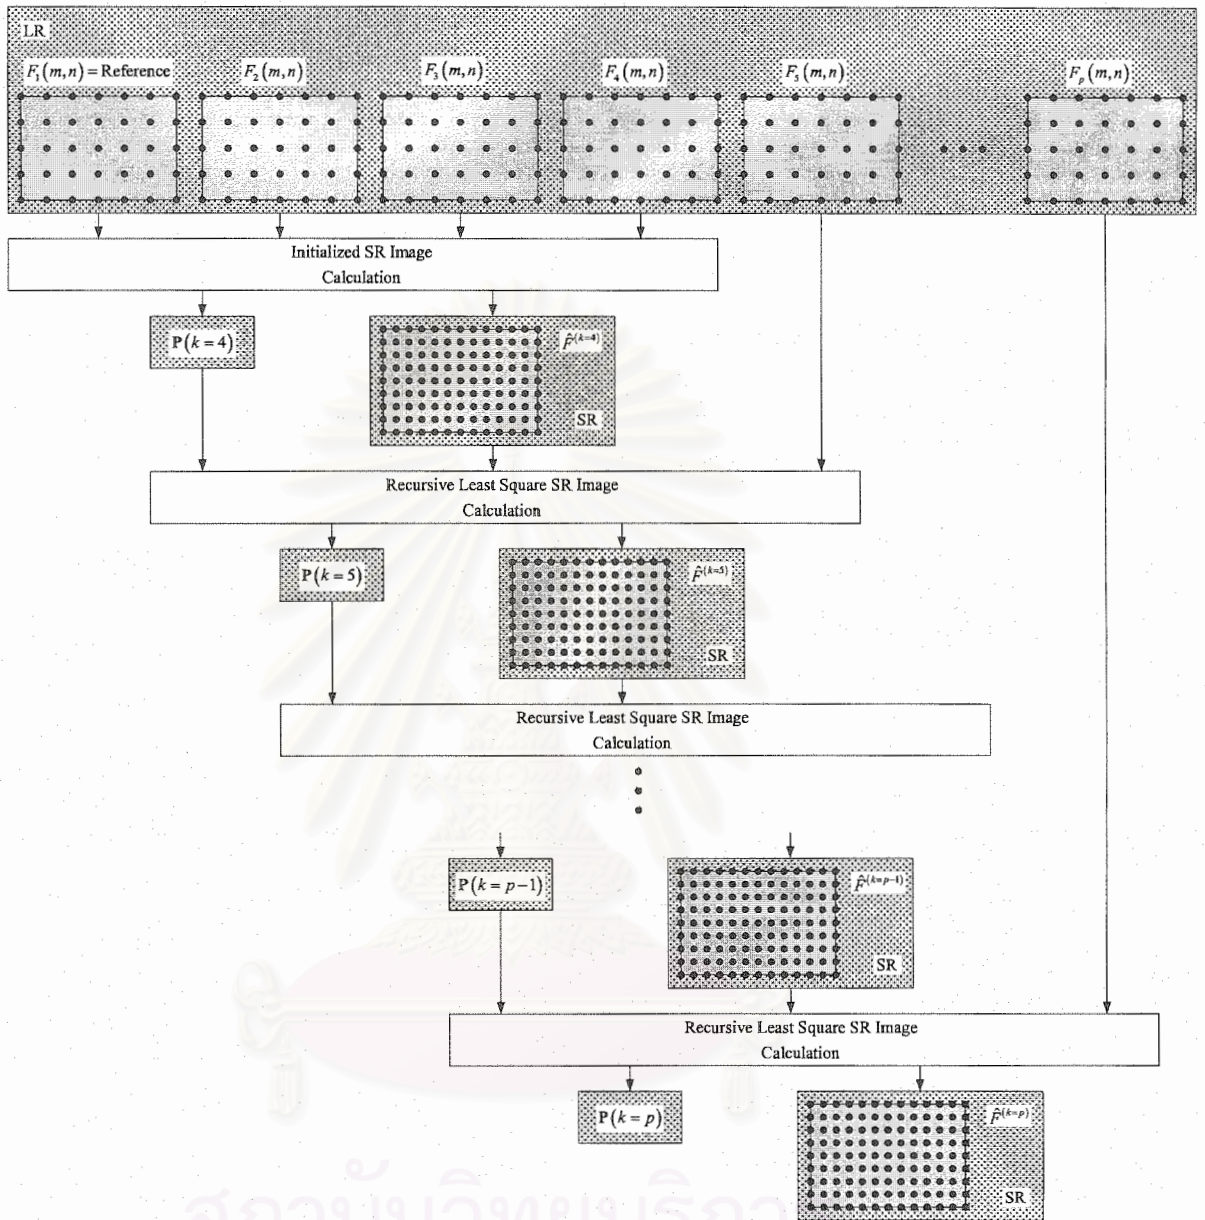 LR
F₁(m,n) = Reference
F₂(m,n)
F₃(m,n)
F₄(m,n)
F₅(m,n)
Fₚ(m,n)
Initialized SR Image
Calculation
P(k=4)
F̂^(k=4)
SR
Recursive Least Square SR Image
Calculation
P(k=5)
F̂^(k=5)
SR
Recursive Least Square SR Image
Calculation
P(k=p−1)
F̂^(k=p−1)
SR
Recursive Least Square SR Image
Calculation
P(k=p)
F̂^(k=p)
SR